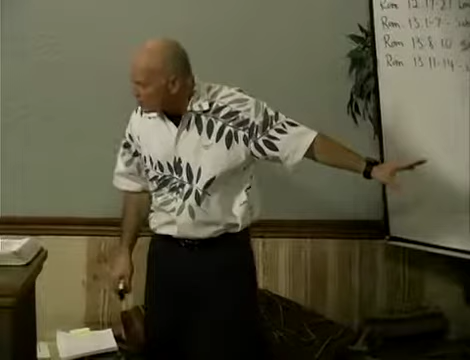 Rom 12.17-21
Rom. 13.1-7 -
Rom 13.8-10
Rom 13.11-14 -